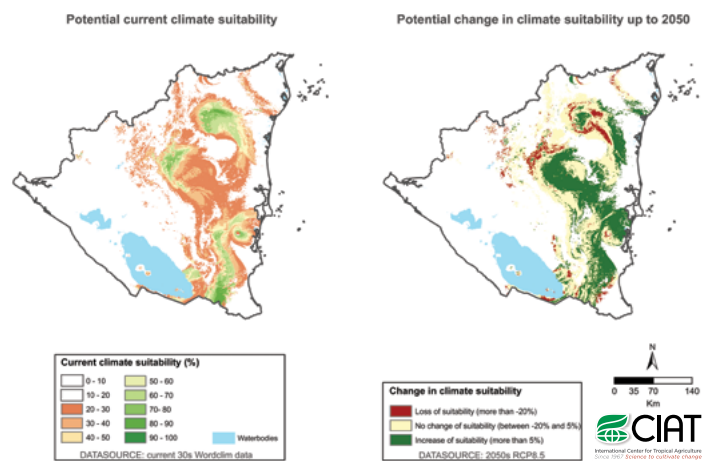 Potential current climate suitability
Potential change in climate suitability up to 2050
Current climate suitability (%)
0 - 10
10 - 20
20 - 30
30 - 40
40 - 50
50 - 60
60 - 70
70- 80
80 - 90
90 - 100
Waterbodies
DATASOURCE: current 30s Wordclim data
Change in climate suitability
Loss of suitability (more than -20%)
No change of suitability (between -20% and 5%)
Increase of suitability (more than 5%)
DATASOURCE: 2050s RCP8.5
N
0 35 70 140
Km
CIAT
International Center for Tropical Agriculture
Since 1967 Science to cultivate change